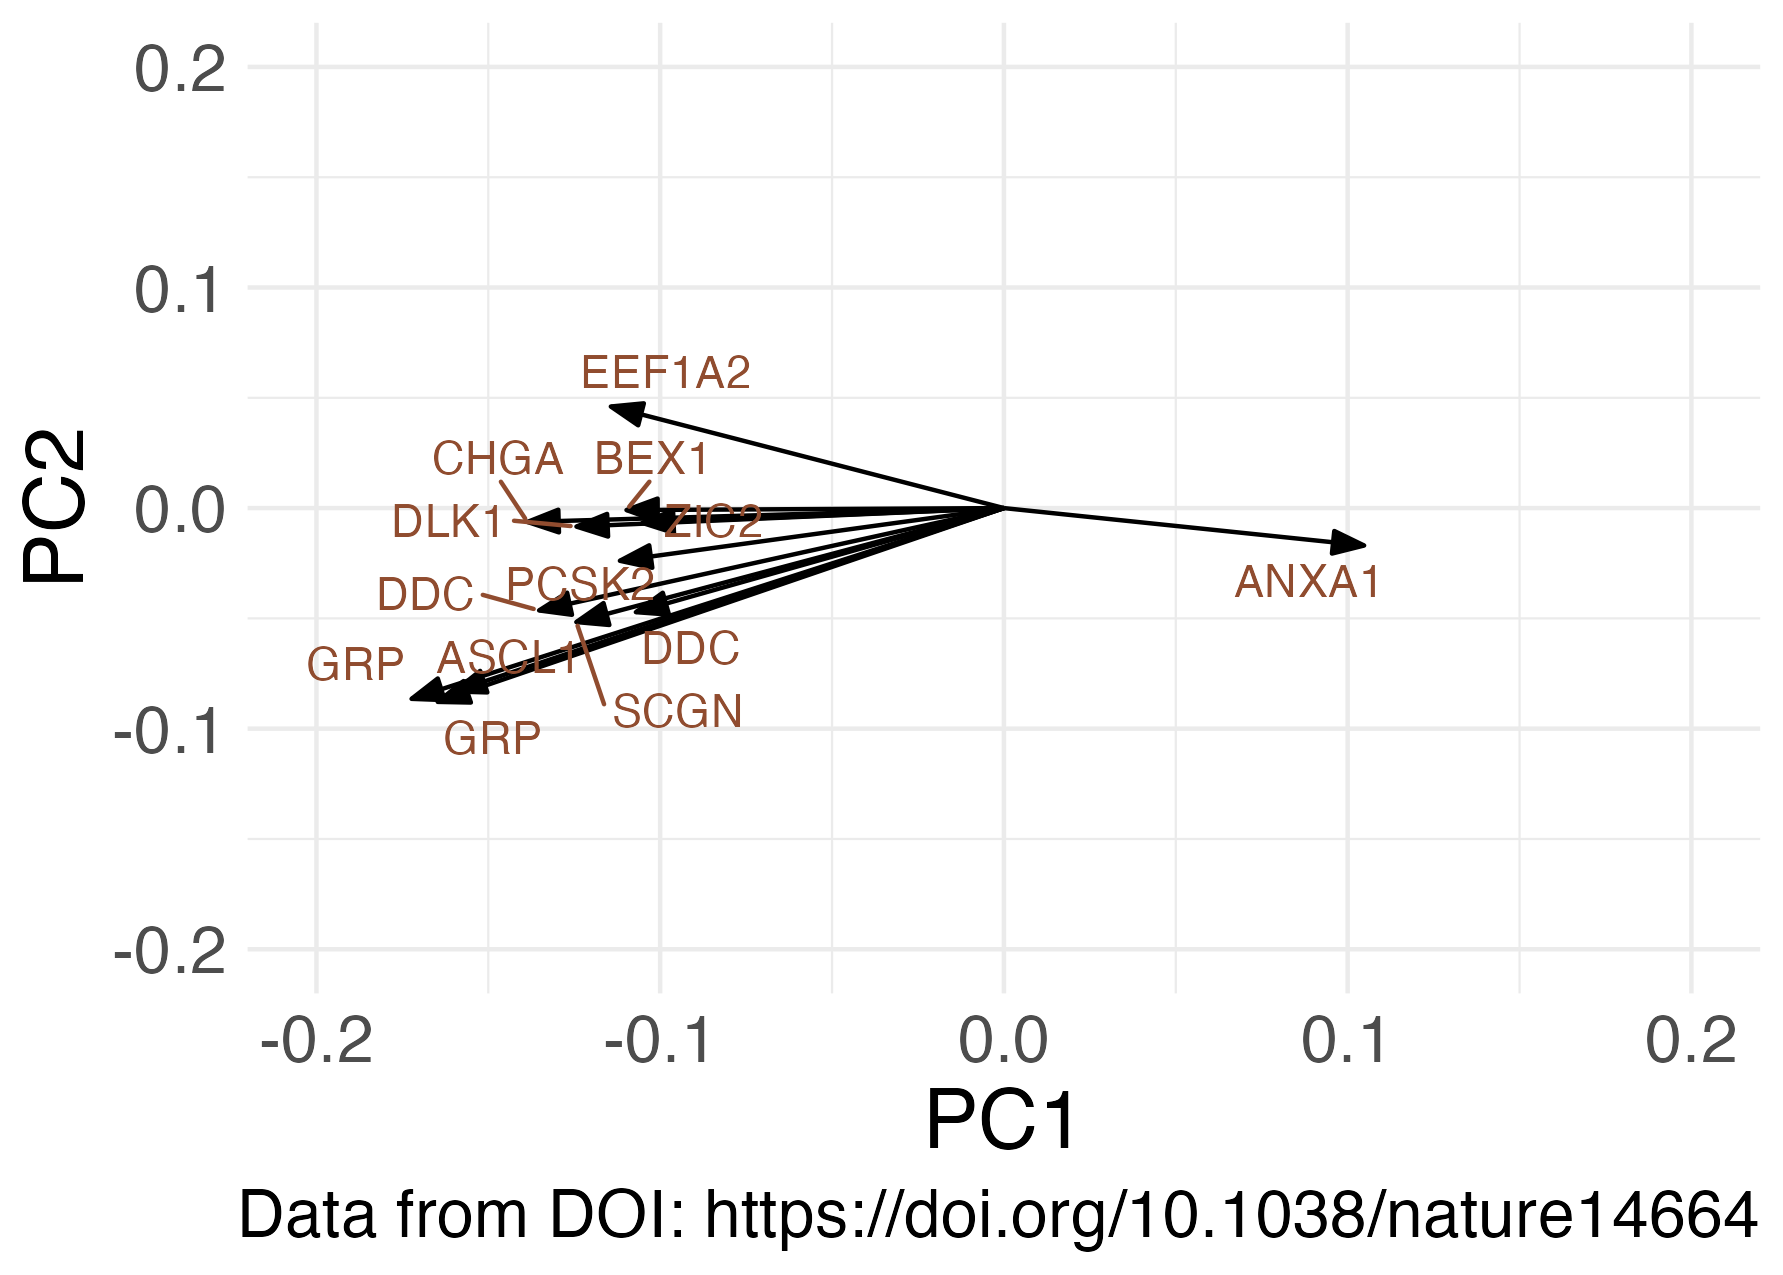 0.2
0.1
0.0
-0.1
-0.2
PC2
EEF1A2
CHGA
BEX1
DLK1
ZIC2
PCSK2
DDC
ANXA1
GRP
ASCL1
DDC
SCGN
GRP
-0.2
-0.1
0.0
0.1
0.2
PC1
Data from DOI: https://doi.org/10.1038/nature14664